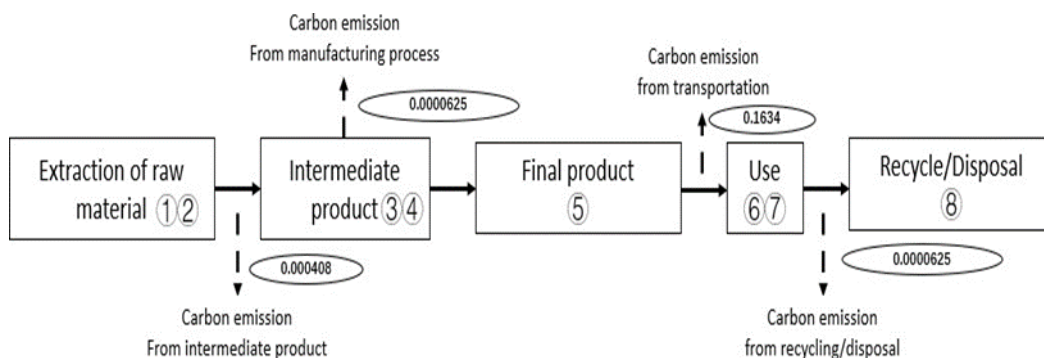 Carbon emission
From manufacturing process
0.0000625
Carbon emission
from transportation
0.1634
Extraction of raw
material ①②
Intermediate
product ③④
Final product
⑤
Use
⑥⑦
Recycle/Disposal
⑧
0.000408
0.0000625
Carbon emission
From intermediate product
Carbon emission
from recycling/disposal